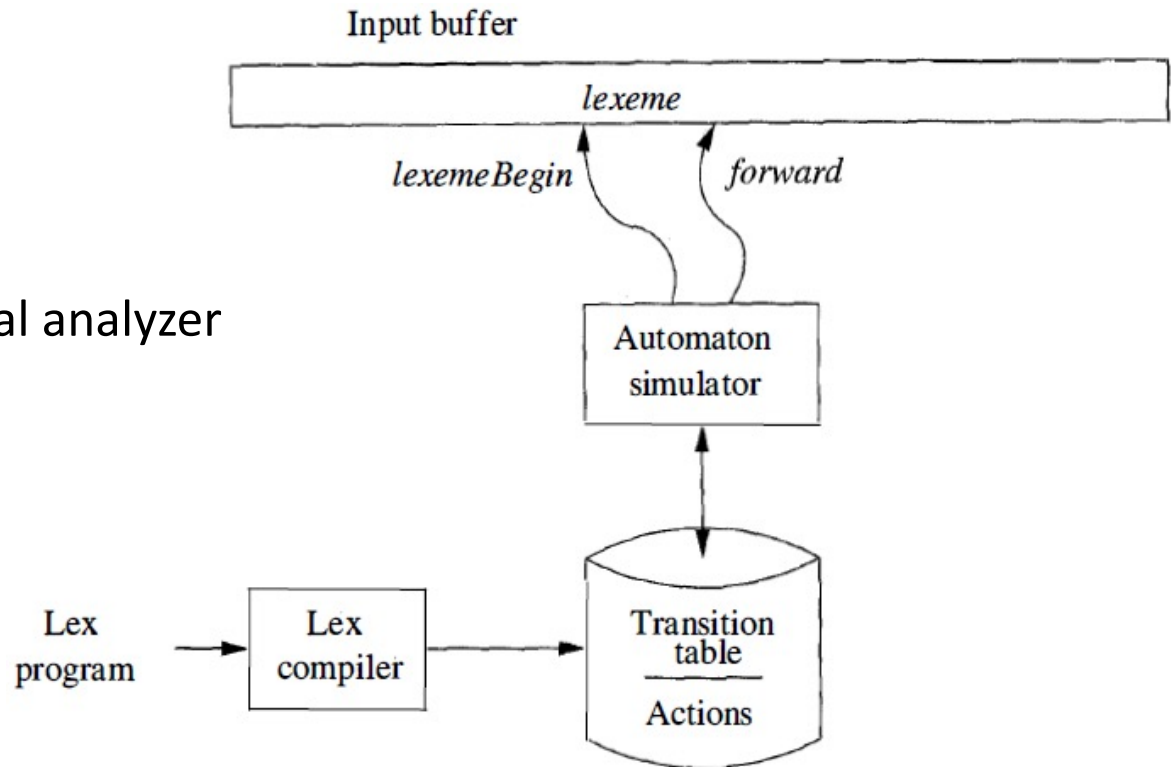 Input buffer
lexeme
lexemeBegin
forward
al analyzer
Automaton
simulator
Lex
program
Lex
compiler
Transition
table
Actions